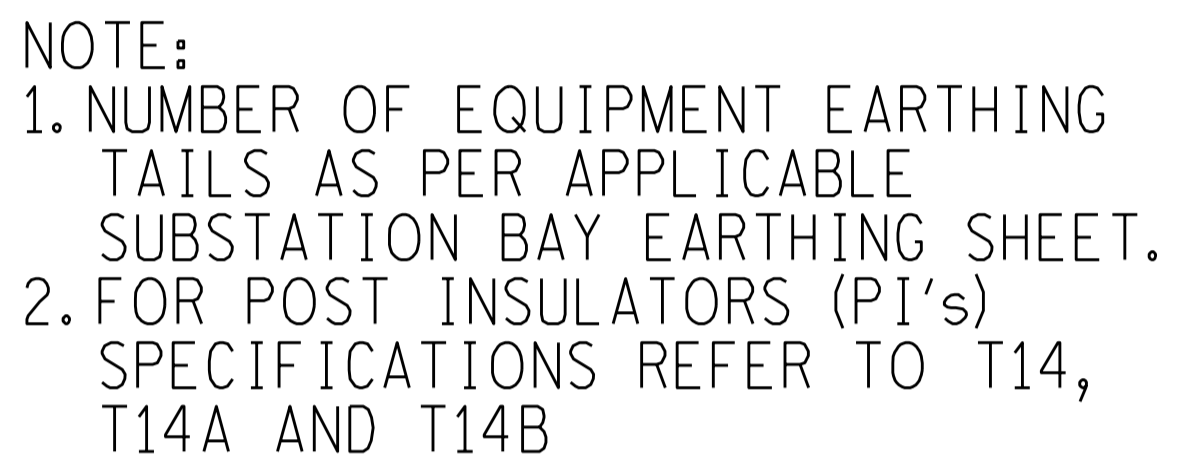 NOTE:
1. NUMBER OF EQUIPMENT EARTHING
TAILS AS PER APPLICABLE
SUBSTATION BAY EARTHING SHEET.
2. FOR POST INSULATORS (PI's)
SPECIFICATIONS REFER TO T14,
T14A AND T14B